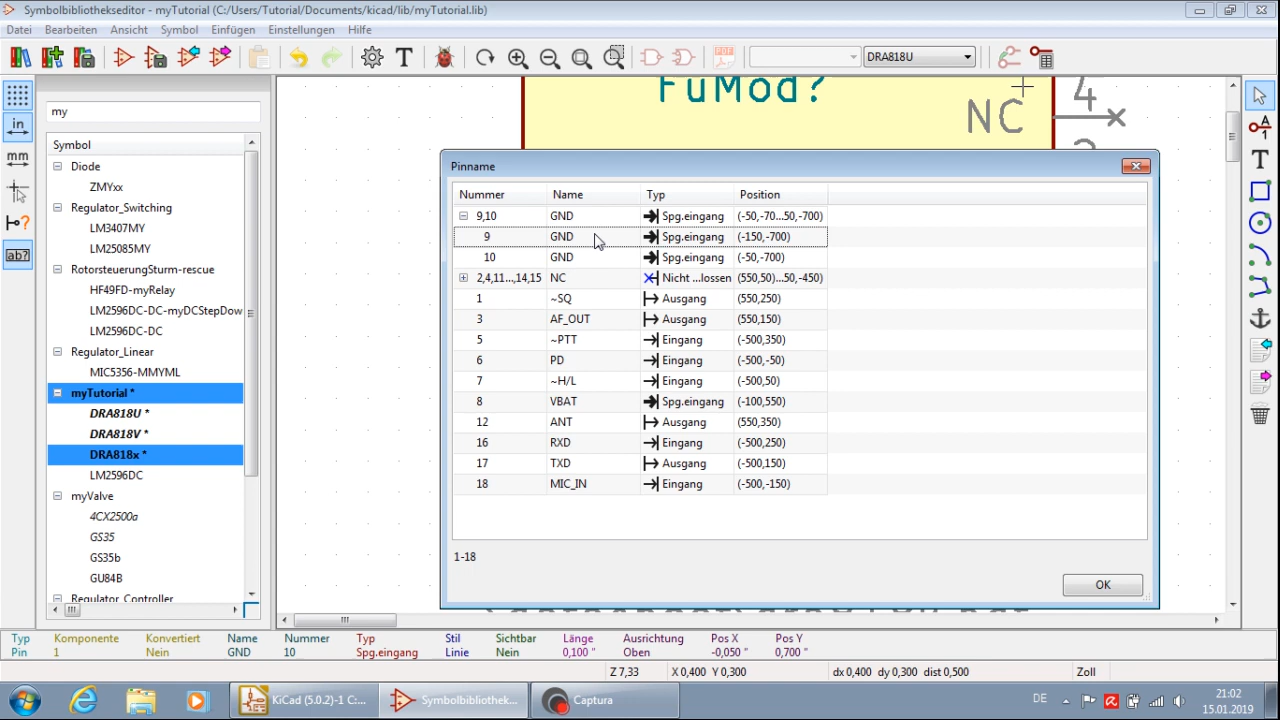 Symbolbibliothekseditor - myTutorial (C:/Users/Tutorial/Documents/kicad/lib/myTutorial.lib)
Datei Bearbeiten Ansicht Symbol Einfügen Einstellungen Hilfe
T PDF DRA818U
in
mm
ab?
my
Symbol
Diode
ZMYxx
Regulator_Switching
LM3407MY
LM25085MY
RotorsteuerungSturm-rescue
HF49FD-myRelay
LM2596DC-DC-myDCStepDow
LM2596DC-DC
Regulator_Linear
MIC5356-MMYML
myTutorial *
DRA818U *
DRA818V *
DRA818x *
LM2596DC
myValve
4CX2500a
GS35
GS35b
GU84B
Regulator_Controller
FuMod?
NC 4
Pinname
Nummer Name Typ Position
9,10 GND Spg.eingang (-50,-70...50,-700)
9 GND Spg.eingang (-150,-700)
10 GND Spg.eingang (-50,-700)
2,4,11...,14,15 NC Nicht ...lossen (550,50)...50,-450)
1 ~SQ Ausgang (550,250)
3 AF_OUT Ausgang (550,150)
5 ~PTT Eingang (-500,350)
6 PD Eingang (-500,-50)
7 ~H/L Eingang (-500,50)
8 VBAT Spg.eingang (-100,550)
12 ANT Ausgang (550,350)
16 RXD Eingang (-500,250)
17 TXD Ausgang (-500,150)
18 MIC_IN Eingang (-500,-150)
1-18
OK
Typ Komponente Konvertiert Name Nummer Typ Stil Sichtbar Länge Ausrichtung Pos X Pos Y
Pin 1 Nein GND 10 Spg.eingang Linie Nein 0,100 " Oben -0,050 " 0,700 "
Z 7,33 X 0,400 Y 0,300 dx 0,400 dy 0,300 dist 0,500 Zoll
KiCad (5.0.2)-1 C:... Symbolbibliothek... Captura DE 21:02
15.01.2019